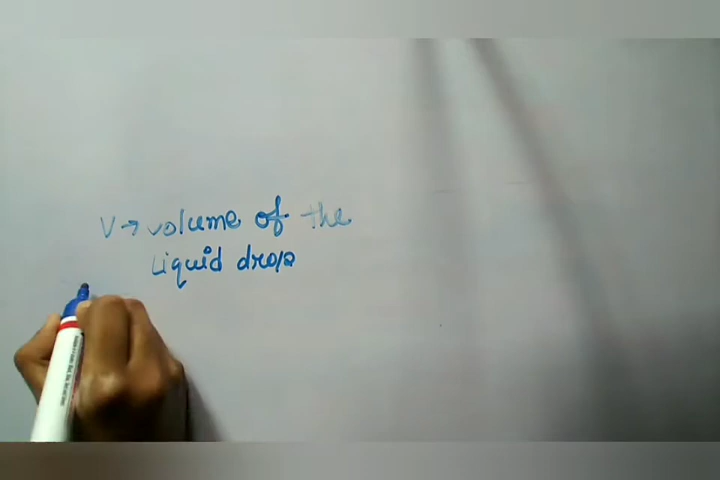 V → volume of the
Liquid drop